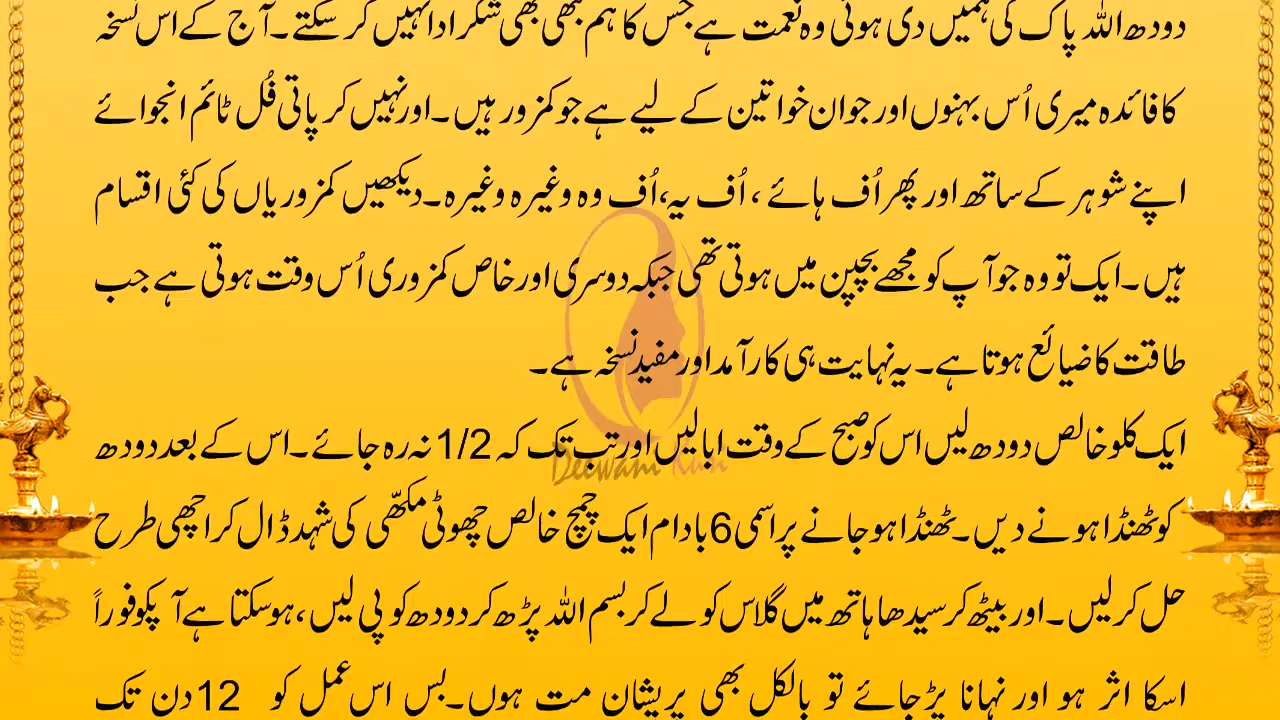 دودھ اللہ پاک کی ہمیں دی ہوئی وہ نعمت ہے جس کا ہم کبھی بھی شکر ادا نہیں کر سکتے۔ آج کے اس نسخہ
کا فائدہ میری اُس بہنوں اور جوان خواتین کے لیے ہے جو کمزور ہیں۔ اور نہیں کر پاتی فُل ٹائم انجوائے
اپنے شوہر کے ساتھ اور پھر اُف ہائے ، اُف یہ، اُف وہ وغیرہ وغیرہ۔ دیکھیں کمزوریاں کی کئی اقسام
ہیں۔ ایک تو وہ جو آپ کو مجھے بچپن میں ہوتی تھی جبکہ دوسری اور خاص کمزوری اُس وقت ہوتی ہے جب
طاقت کا ضیائع ہوتا ہے۔ یہ نہایت ہی کارآمد اور مفید نسخہ ہے۔
ایک کلو خالص دودھ لیں اس کو صبح کے وقت ابالیں اور تب تک کہ 1/2 نہ رہ جائے۔ اس کے بعد دودھ
کو ٹھنڈا ہونے دیں۔ ٹھنڈا ہو جانے پر اسمی 6 بادام ایک چمچ خالص چھوٹی مکھّی کی شہد ڈال کر اچھی طرح
حل کر لیں۔ اور بیٹھ کر سیدھا ہاتھ میں گلاس کو لے کر بسم اللہ پڑھ کر دودھ کو پی لیں، ہو سکتا ہے آپکو فوراً
اسکا اثر ہو اور نہانا پڑ جائے تو بالکل بھی پریشان مت ہوں۔ بس اس عمل کو 12 دن تک
Deewani Kudi